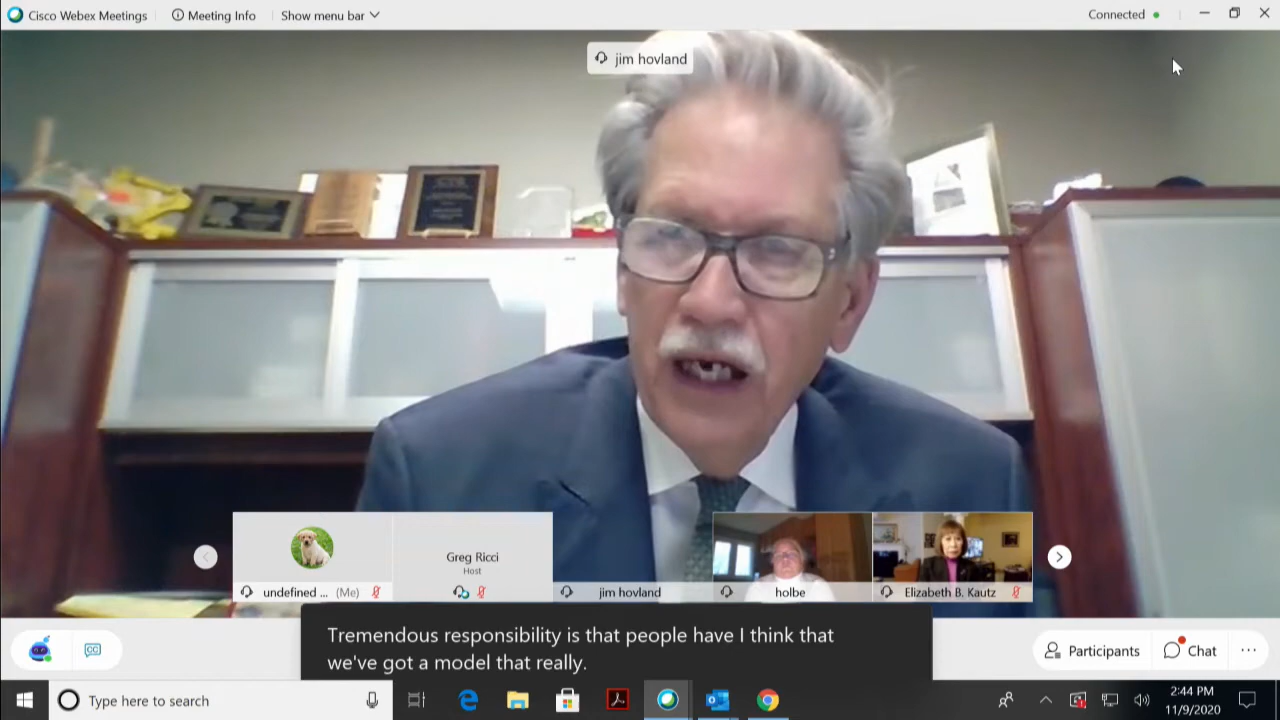 Cisco Webex Meetings
Meeting Info
Show menu bar
Connected
jim hovland
Greg Ricci
Host
undefined ... (Me)
jim hovland
holbe
Elizabeth B. Kautz
CC
Tremendous responsibility is that people have I think that
we've got a model that really.
Participants
Chat
...
Type here to search
2:44 PM
11/9/2020